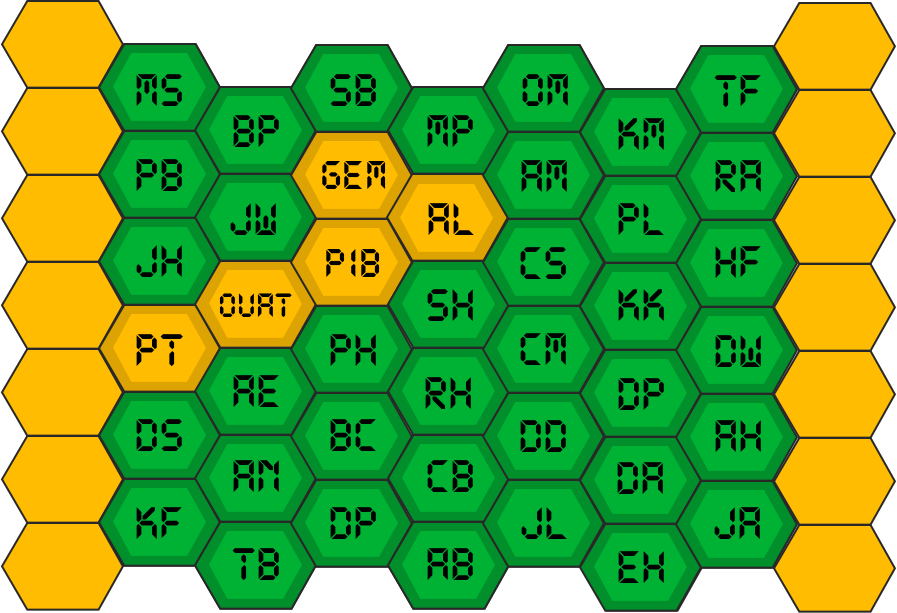 MS SB OM TF
BP MP KM
PB GEM AM RA
JW AL PL
JH PIB CS HF
OUAT SH KK
PT PH CM DW
AE RH DP
DS BC DD AH
AN CB DA
KF DP JL JA
TB AB EH